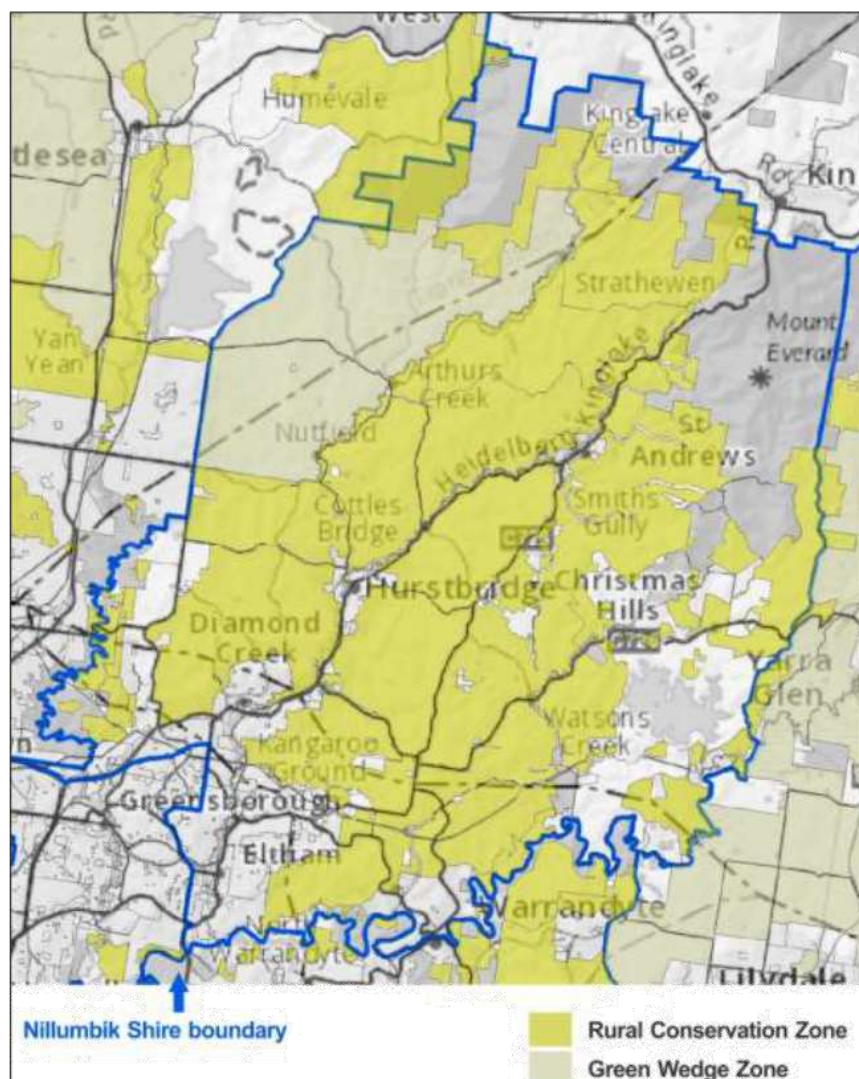 West
Kinglake
Humevale
Kinglake
Central
desea
Kin
Strathewen
Mount
Everard
Yan
Yean
Arthurs
Creek
Heidelberg Kinglake
Nutfield
St
Andrews
Cottles
Bridge
Smiths
Gully
Hurstbridge
Christmas
Hills
Diamond
Creek
Yarra
Glen
Watsons
Creek
Kangaroo
Ground
Greensborough
Eltham
Warrandyte
North
Warrandyte
Lilydale
Nillumbik Shire boundary
Rural Conservation Zone
Green Wedge Zone